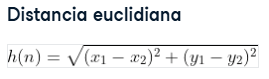 Distancia euclidiana
h(n) = √(x₁ − x₂)² + (y₁ − y₂)²